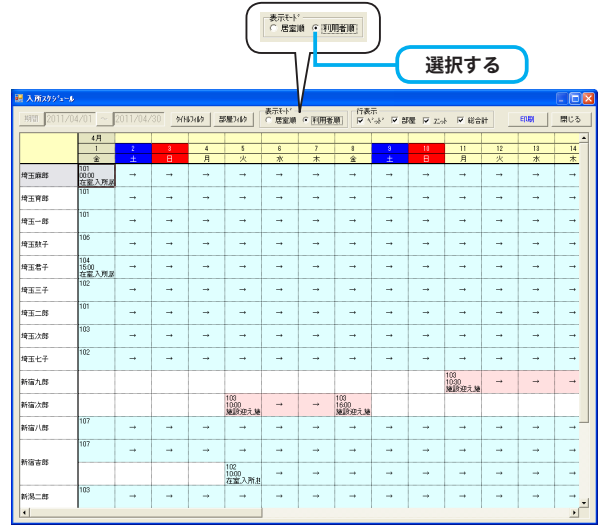 表示ﾓｰﾄﾞ
居室順 利用者順
選択する
入所ｽｹｼﾞｭｰﾙ
期間 2011/04/01 ～ 2011/04/30 ﾀｲﾄﾙﾌｨﾙﾀ 部屋ﾌｨﾙﾀ 表示ﾓｰﾄﾞ 居室順 利用者順 行表示 ﾍﾞｯﾄﾞ 部屋 ﾕﾆｯﾄ 総合計 印刷 閉じる
4月
1 2 3 4 5 6 7 8 9 10 11 12 13 14
金 土 日 月 火 水 木 金 土 日 月 火 水 木
埼玉麻郎 101 → → → → → → → → → → → → →
00:00
在室,入所,居
101 → → → → → → → → → → → → →
埼玉一郎 101 → → → → → → → → → → → → →
106 → → → → → → → → → → → → →
埼玉君子 104 → → → → → → → → → → → → →
15:00
在室,入所,居
埼玉三子 102 → → → → → → → → → → → → →
埼玉二郎 101 → → → → → → → → → → → → →
埼玉次郎 103 → → → → → → → → → → → → →
埼玉七子 102 → → → → → → → → → → → → →
新宿九郎 103 → → →
10:30
施設迎え,施
新宿次郎 103 → → 103
10:00 16:00
施設迎え,施 施設迎え,施
新宿八郎 107 → → → → → → → → → → → → →
新宿吉郎 107 → → → → → → → → → → → → →
102 → → → → → → → → →
10:00
在室,入所,担
新潟二郎 103 → → → → → → → → → → → → →